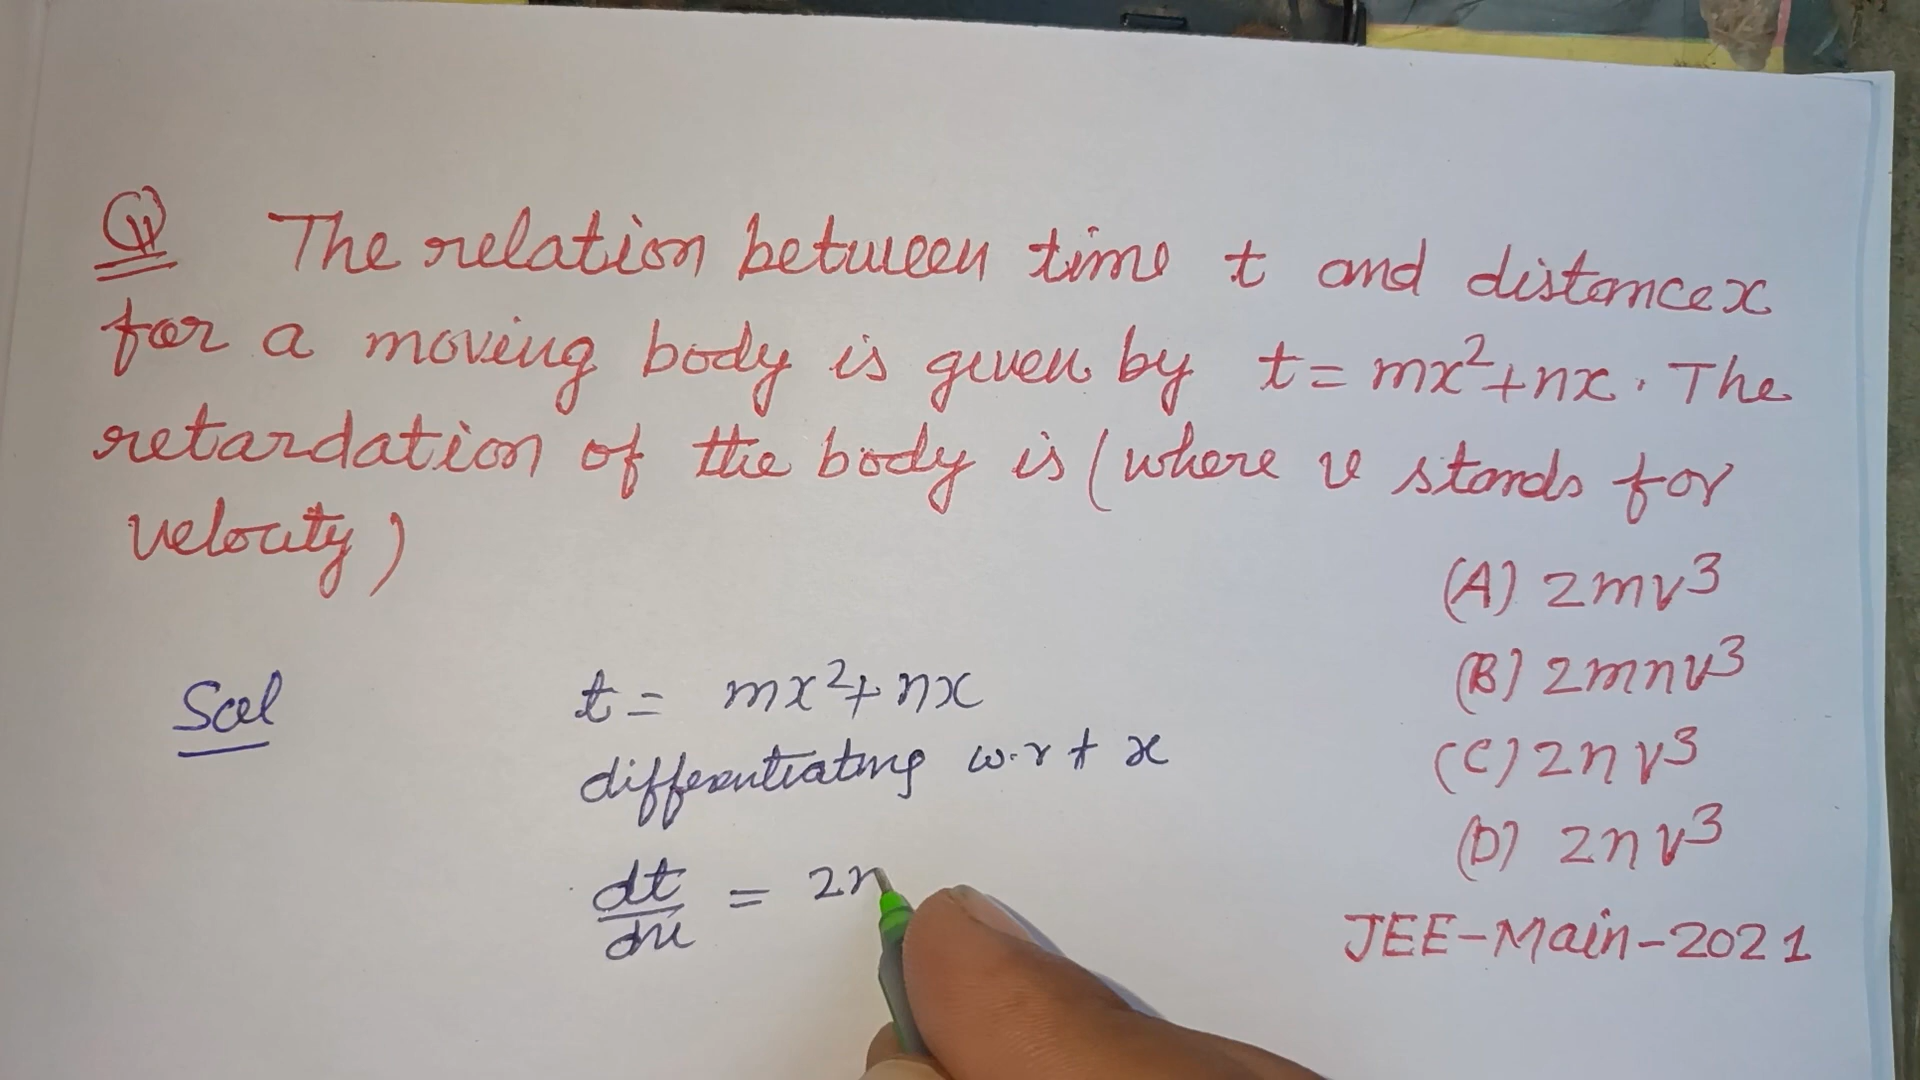 Q The relation between time t and distance x
for a moving body is given by t = mx²+nx. The
retardation of the body is (where v stands for
velocity)
(A) 2mv³
(B) 2mnv³
(C) 2nv³
(D) 2nv³
JEE-Main-2021
Sol t = mx²+nx
differentiating w.r.t x
dt/dx = 2